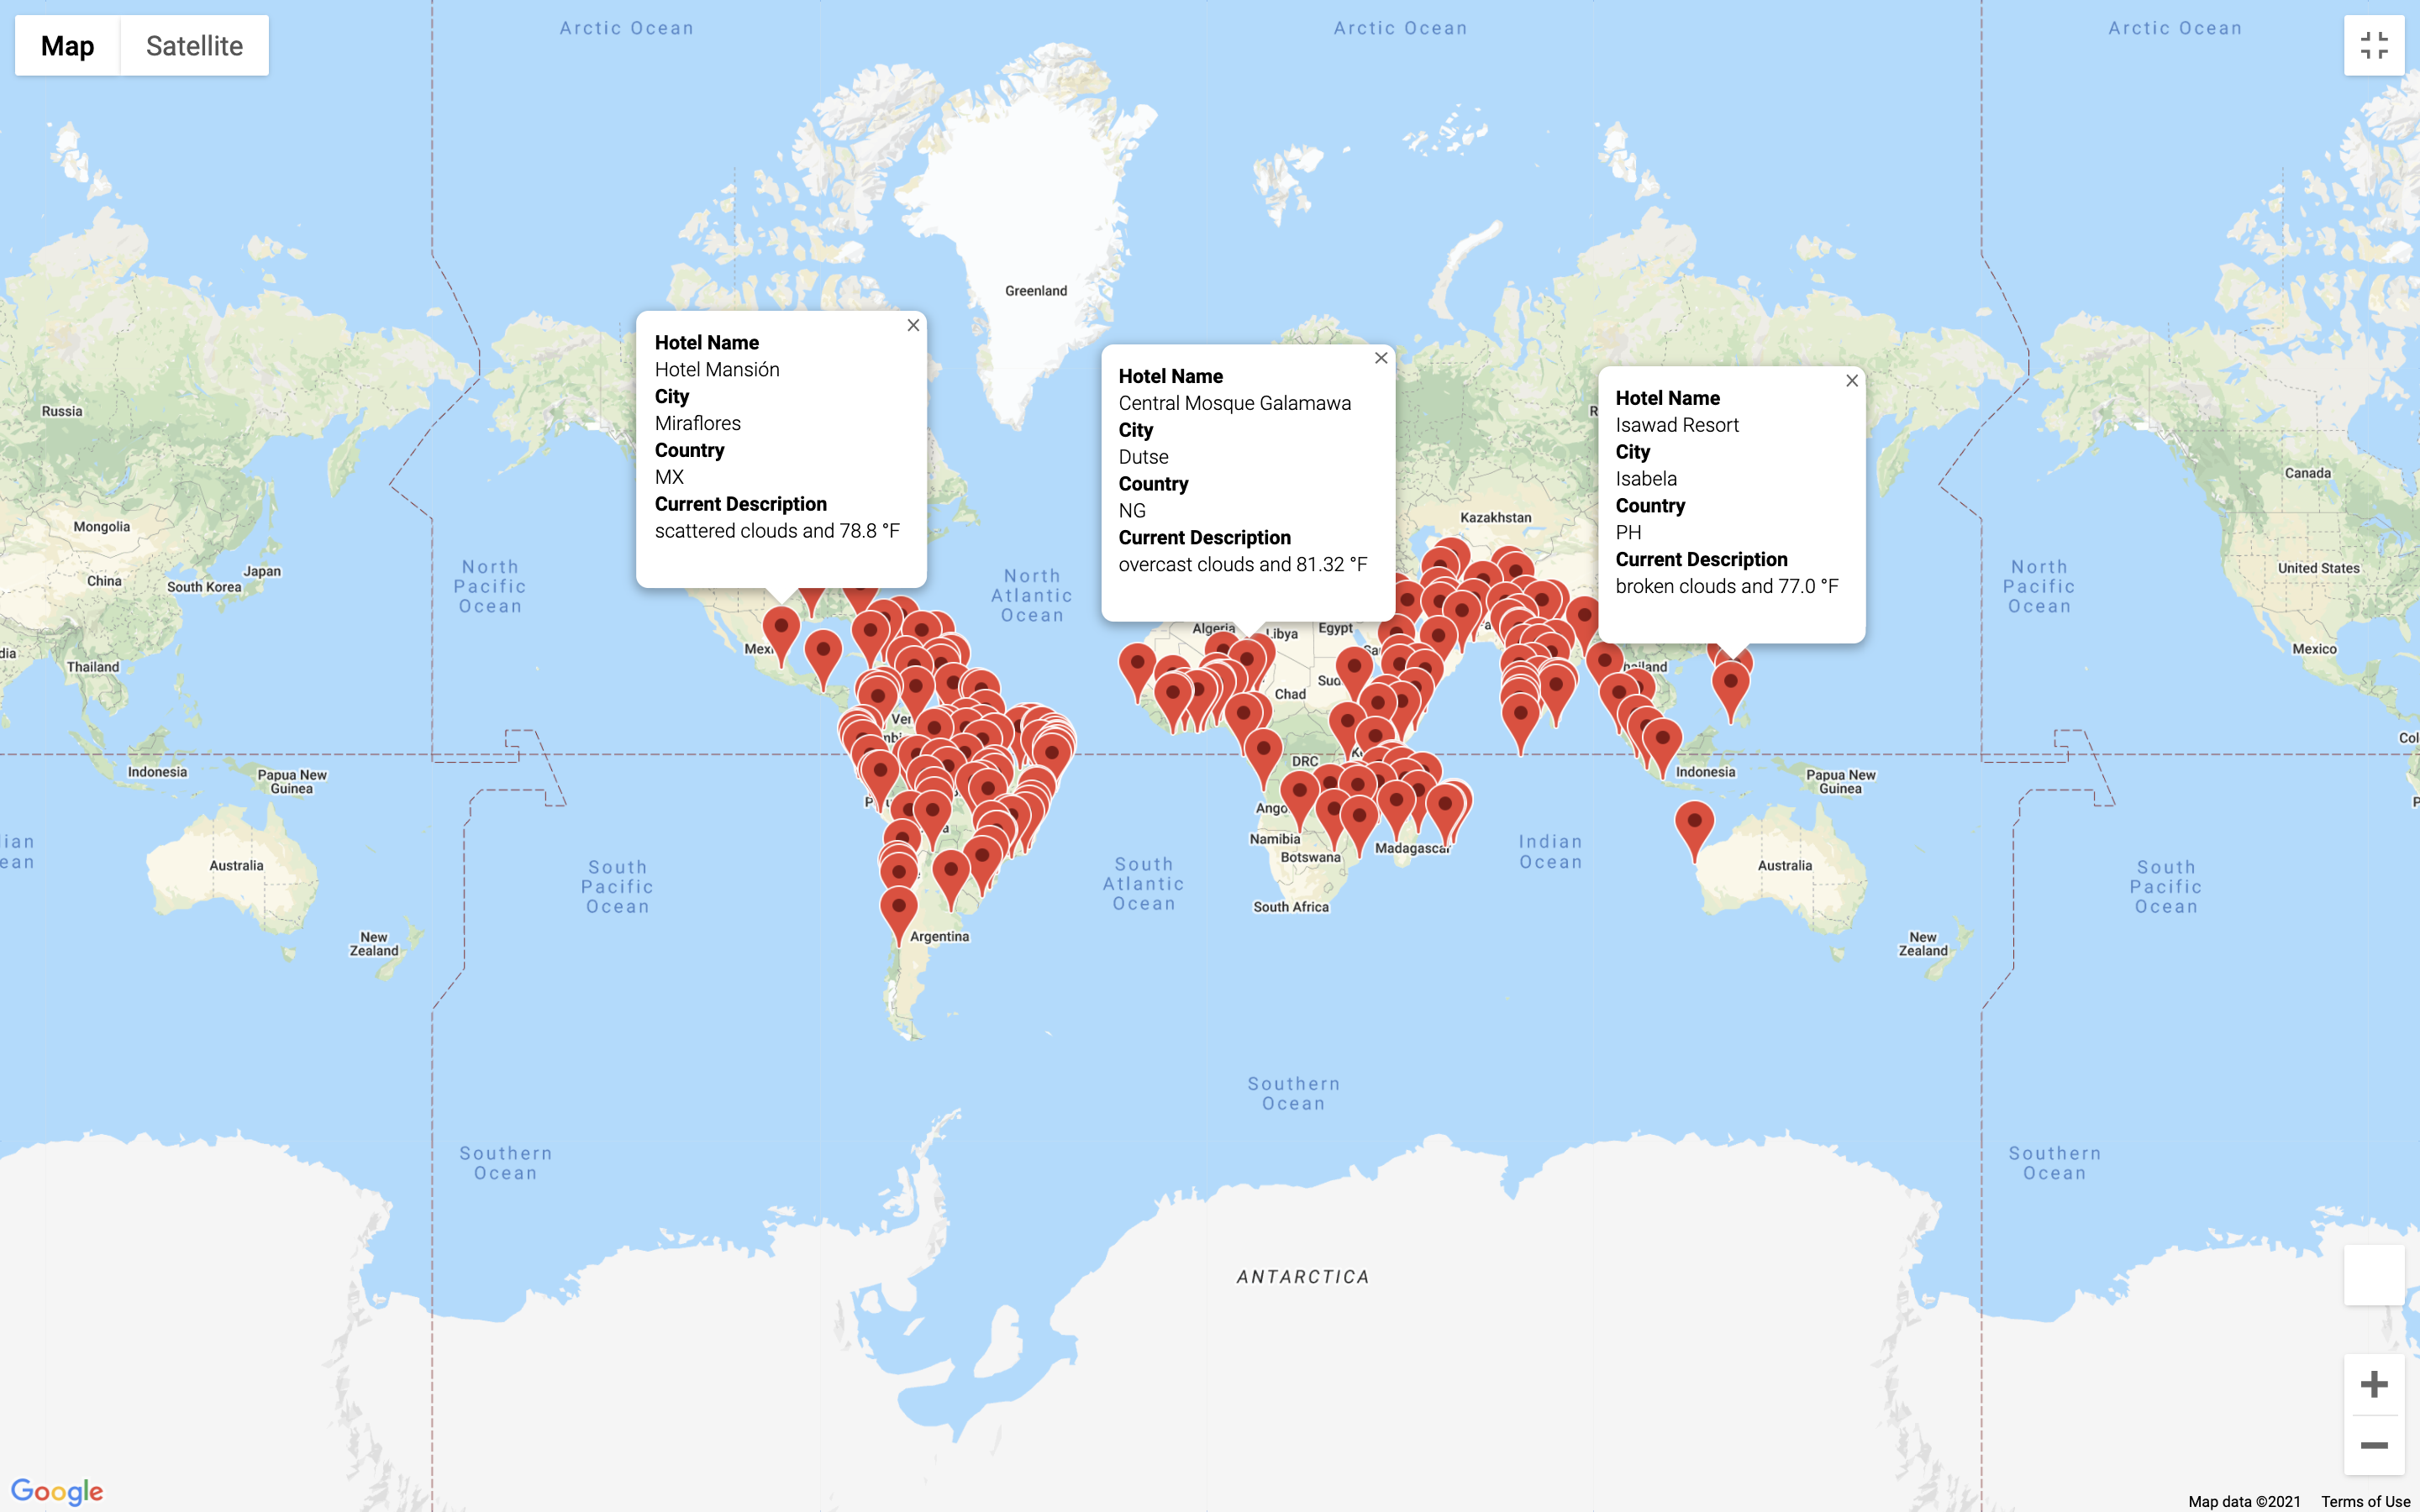 Map
Satellite
Arctic Ocean
Arctic Ocean
Arctic Ocean
Greenland
Hotel Name
Hotel Mansión
City
Miraflores
Country
MX
Current Description
scattered clouds and 78.8 °F
Hotel Name
Central Mosque Galamawa
City
Dutse
Country
NG
Current Description
overcast clouds and 81.32 °F
Hotel Name
Isawad Resort
City
Isabela
Country
PH
Current Description
broken clouds and 77.0 °F
Russia
Canada
Mongolia
Kazakhstan
China
South Korea
Japan
North
Pacific
Ocean
North
Atlantic
Ocean
North
Pacific
Ocean
United States
Algeria
Libya
Egypt
Mexico
Thailand
Chad
Indonesia
Papua New
Guinea
DRC
Indonesia
Papua New
Guinea
Namibia
Botswana
Madagascar
Indian
Ocean
Australia
South
Pacific
Ocean
South
Atlantic
Ocean
Australia
South
Pacific
Ocean
South Africa
New
Zealand
Argentina
New
Zealand
Southern
Ocean
Southern
Ocean
Southern
Ocean
ANTARCTICA
Google
Map data ©2021
Terms of Use